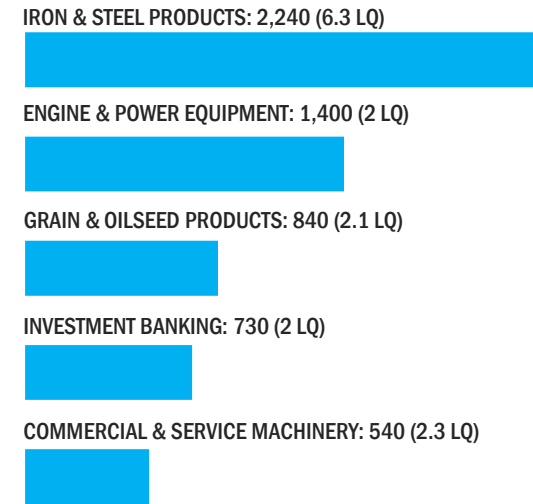 IRON & STEEL PRODUCTS: 2,240 (6.3 LQ)
ENGINE & POWER EQUIPMENT: 1,400 (2 LQ)
GRAIN & OILSEED PRODUCTS: 840 (2.1 LQ)
INVESTMENT BANKING: 730 (2 LQ)
COMMERCIAL & SERVICE MACHINERY: 540 (2.3 LQ)